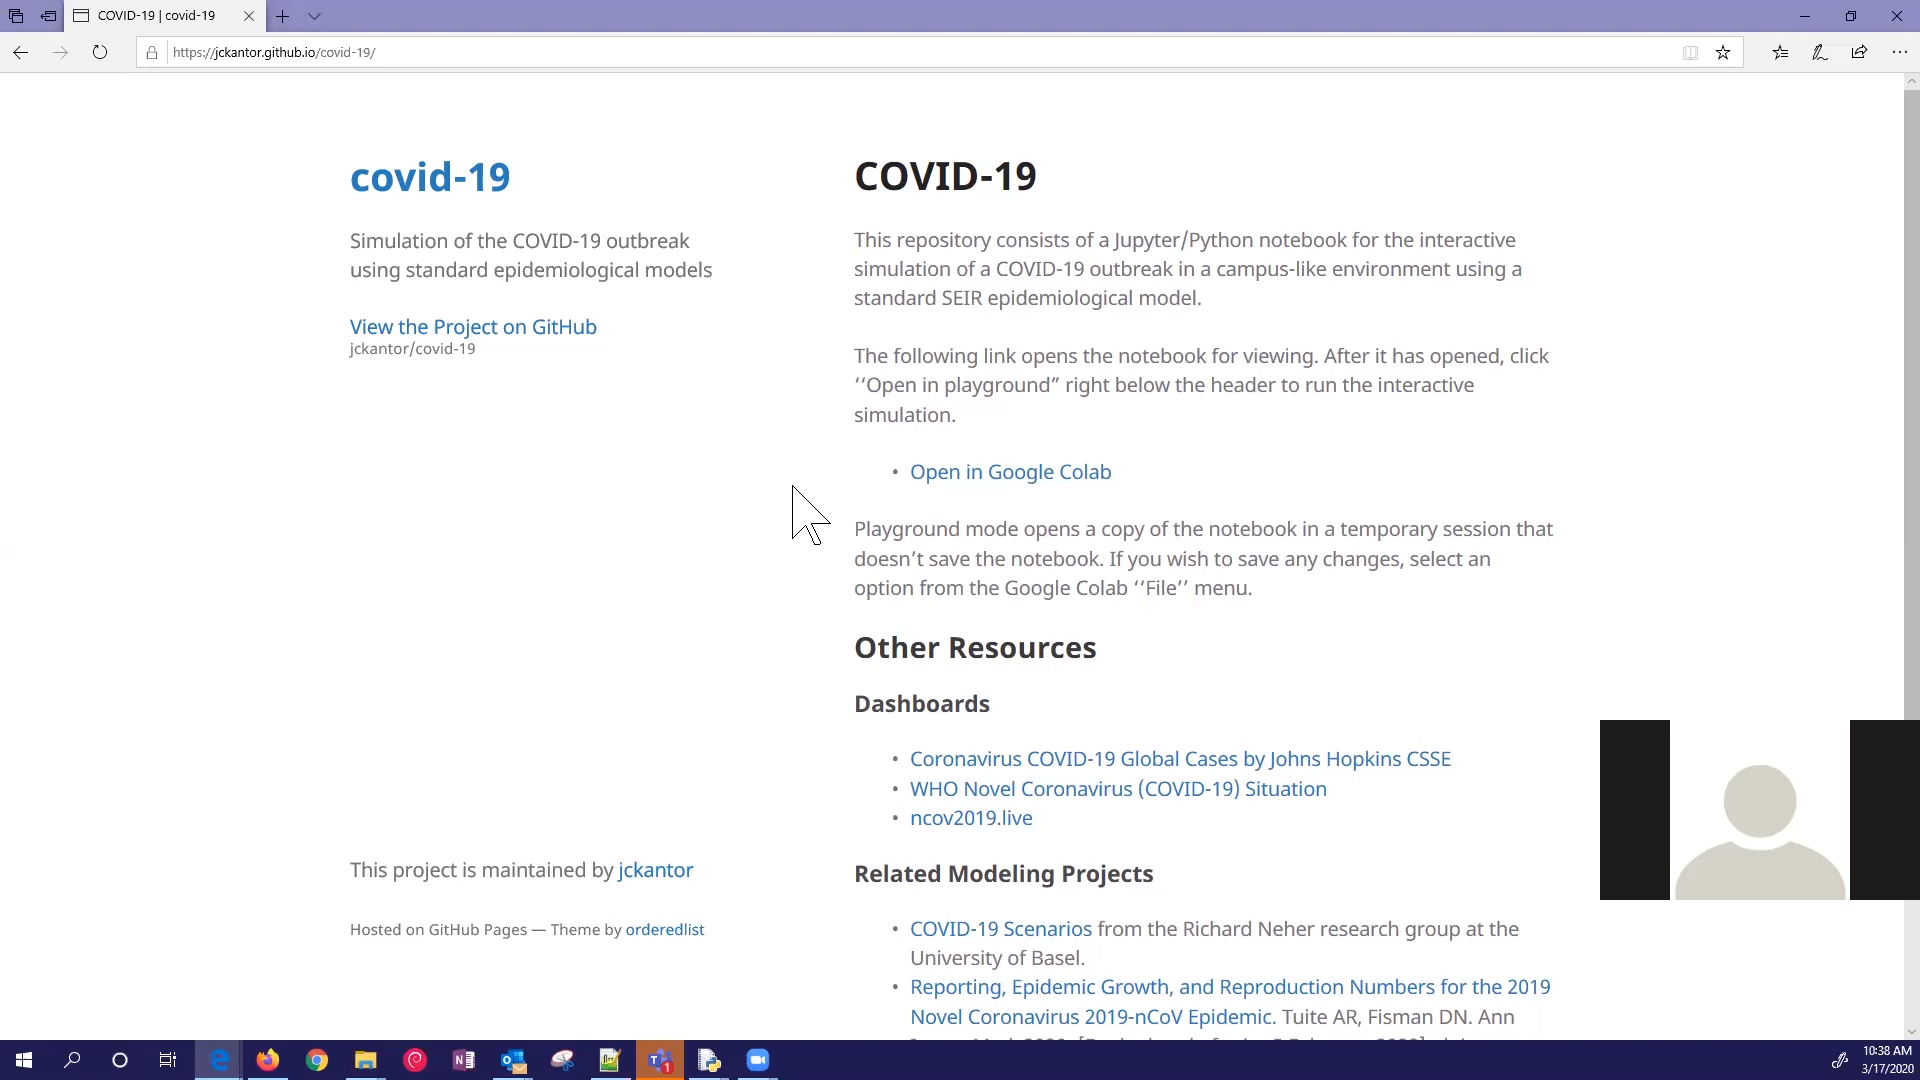 COVID-19 | covid-19
https://jckantor.github.io/covid-19/
covid-19
Simulation of the COVID-19 outbreak
using standard epidemiological models
View the Project on GitHub
jckantor/covid-19
This project is maintained by jckantor
Hosted on GitHub Pages — Theme by orderedlist
COVID-19
This repository consists of a Jupyter/Python notebook for the interactive
simulation of a COVID-19 outbreak in a campus-like environment using a
standard SEIR epidemiological model.
The following link opens the notebook for viewing. After it has opened, click
‘‘Open in playground” right below the header to run the interactive
simulation.
• Open in Google Colab
Playground mode opens a copy of the notebook in a temporary session that
doesn’t save the notebook. If you wish to save any changes, select an
option from the Google Colab ‘‘File’’ menu.
Other Resources
Dashboards
• Coronavirus COVID-19 Global Cases by Johns Hopkins CSSE
• WHO Novel Coronavirus (COVID-19) Situation
• ncov2019.live
Related Modeling Projects
• COVID-19 Scenarios from the Richard Neher research group at the
University of Basel.
• Reporting, Epidemic Growth, and Reproduction Numbers for the 2019
Novel Coronavirus 2019-nCoV Epidemic. Tuite AR, Fisman DN. Ann
10:38 AM
3/17/2020